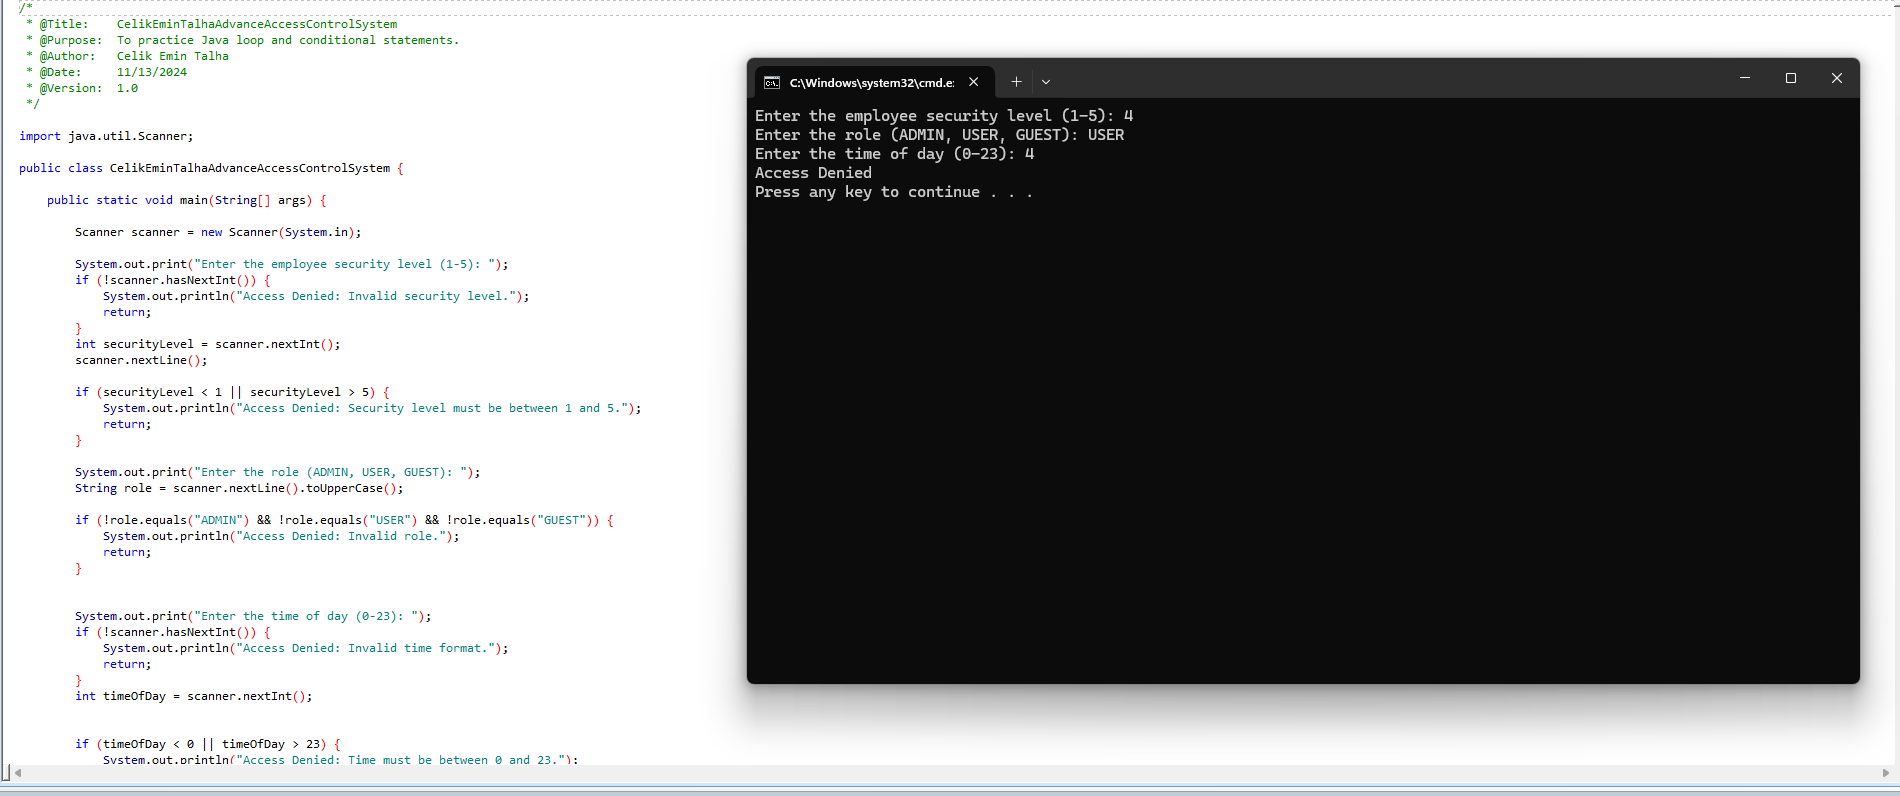 /*
 * @Title:    CelikEminTalhaAdvanceAccessControlSystem
 * @Purpose:  To practice Java loop and conditional statements.
 * @Author:   Celik Emin Talha
 * @Date:     11/13/2024
 * @Version:  1.0
 */
import java.util.Scanner;
public class CelikEminTalhaAdvanceAccessControlSystem {
    public static void main(String[] args) {
        Scanner scanner = new Scanner(System.in);
        System.out.print("Enter the employee security level (1-5): ");
        if (!scanner.hasNextInt()) {
            System.out.println("Access Denied: Invalid security level.");
            return;
        }
        int securityLevel = scanner.nextInt();
        scanner.nextLine();
        if (securityLevel < 1 || securityLevel > 5) {
            System.out.println("Access Denied: Security level must be between 1 and 5.");
            return;
        }
        System.out.print("Enter the role (ADMIN, USER, GUEST): ");
        String role = scanner.nextLine().toUpperCase();
        if (!role.equals("ADMIN") && !role.equals("USER") && !role.equals("GUEST")) {
            System.out.println("Access Denied: Invalid role.");
            return;
        }
        System.out.print("Enter the time of day (0-23): ");
        if (!scanner.hasNextInt()) {
            System.out.println("Access Denied: Invalid time format.");
            return;
        }
        int timeOfDay = scanner.nextInt();
        if (timeOfDay < 0 || timeOfDay > 23) {
            System.out.println("Access Denied: Time must be between 0 and 23.");
C:\Windows\system32\cmd.e:
Enter the employee security level (1-5): 4
Enter the role (ADMIN, USER, GUEST): USER
Enter the time of day (0-23): 4
Access Denied
Press any key to continue . . .